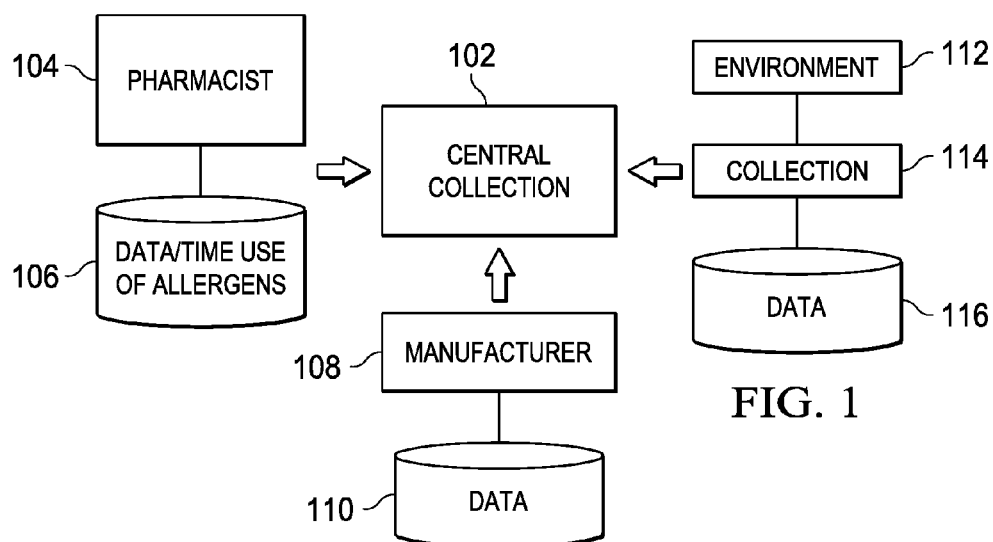 104
PHARMACIST
106
DATA/TIME USE
OF ALLERGENS
102
CENTRAL
COLLECTION
108
MANUFACTURER
110
DATA
ENVIRONMENT
112
COLLECTION
114
DATA
116
FIG. 1